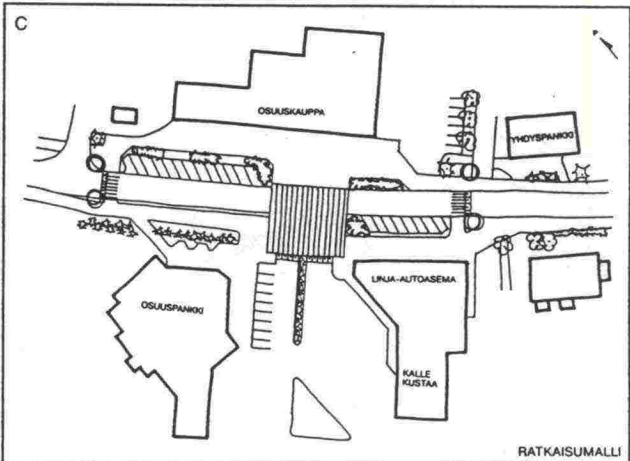 C
OSUUSKAUPPA
YHDYSPANKKI
OSUUSPANKKI
LINJA-AUTOASEMA
KALLE
KUSTAA
RATKAISUMALLI